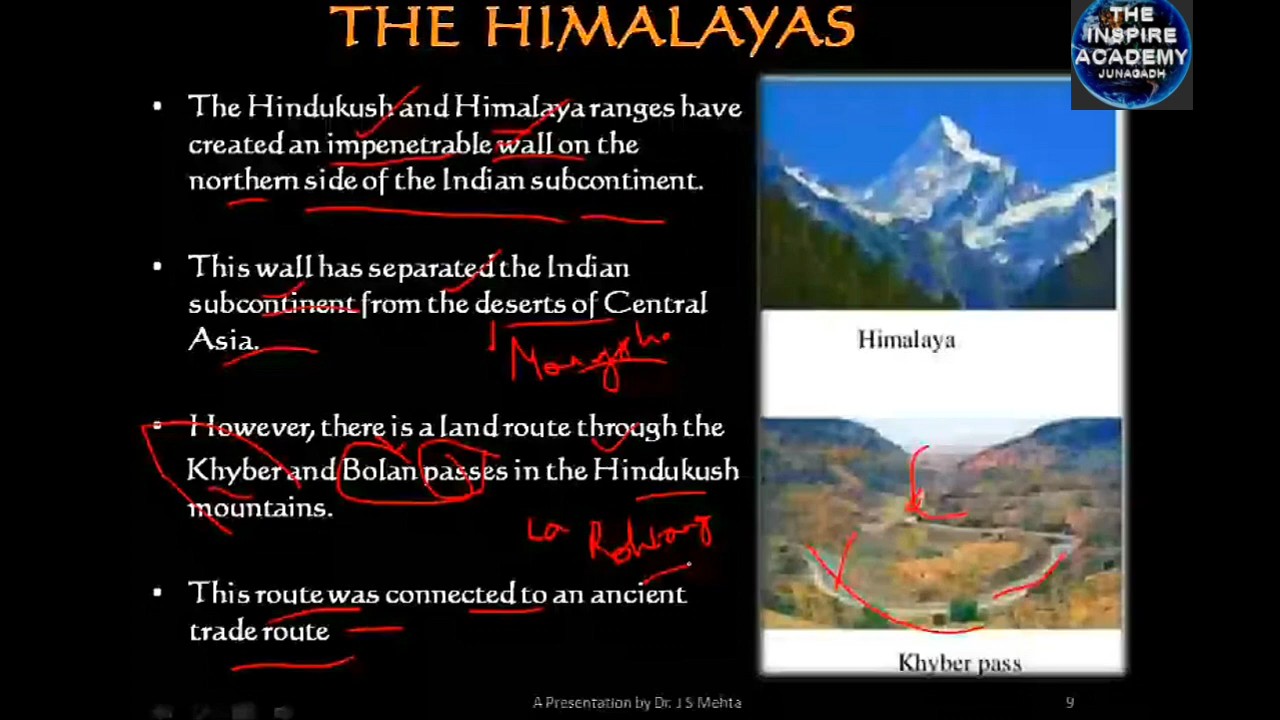 THE HIMALAYAS
THE
INSPIRE
ACADEMY
JUNAGADH
• The Hindukush and Himalaya ranges have
created an impenetrable wall on the
northern side of the Indian subcontinent.
• This wall has separated the Indian
subcontinent from the deserts of Central
Asia.
• However, there is a land route through the
Khyber and Bolan passes in the Hindukush
mountains.
La Rohtang
• This route was connected to an ancient
trade route
Himalaya
Khyber pass
A Presentation by Dr. J S Mehta
9